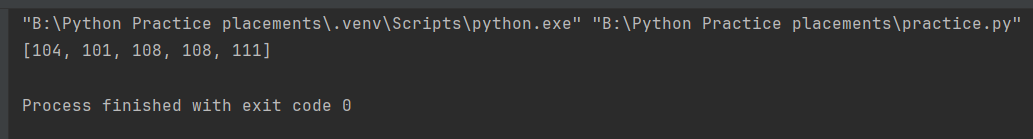 "B:\Python Practice placements\.venv\Scripts\python.exe" "B:\Python Practice placements\practice.py"
[104, 101, 108, 108, 111]
Process finished with exit code 0